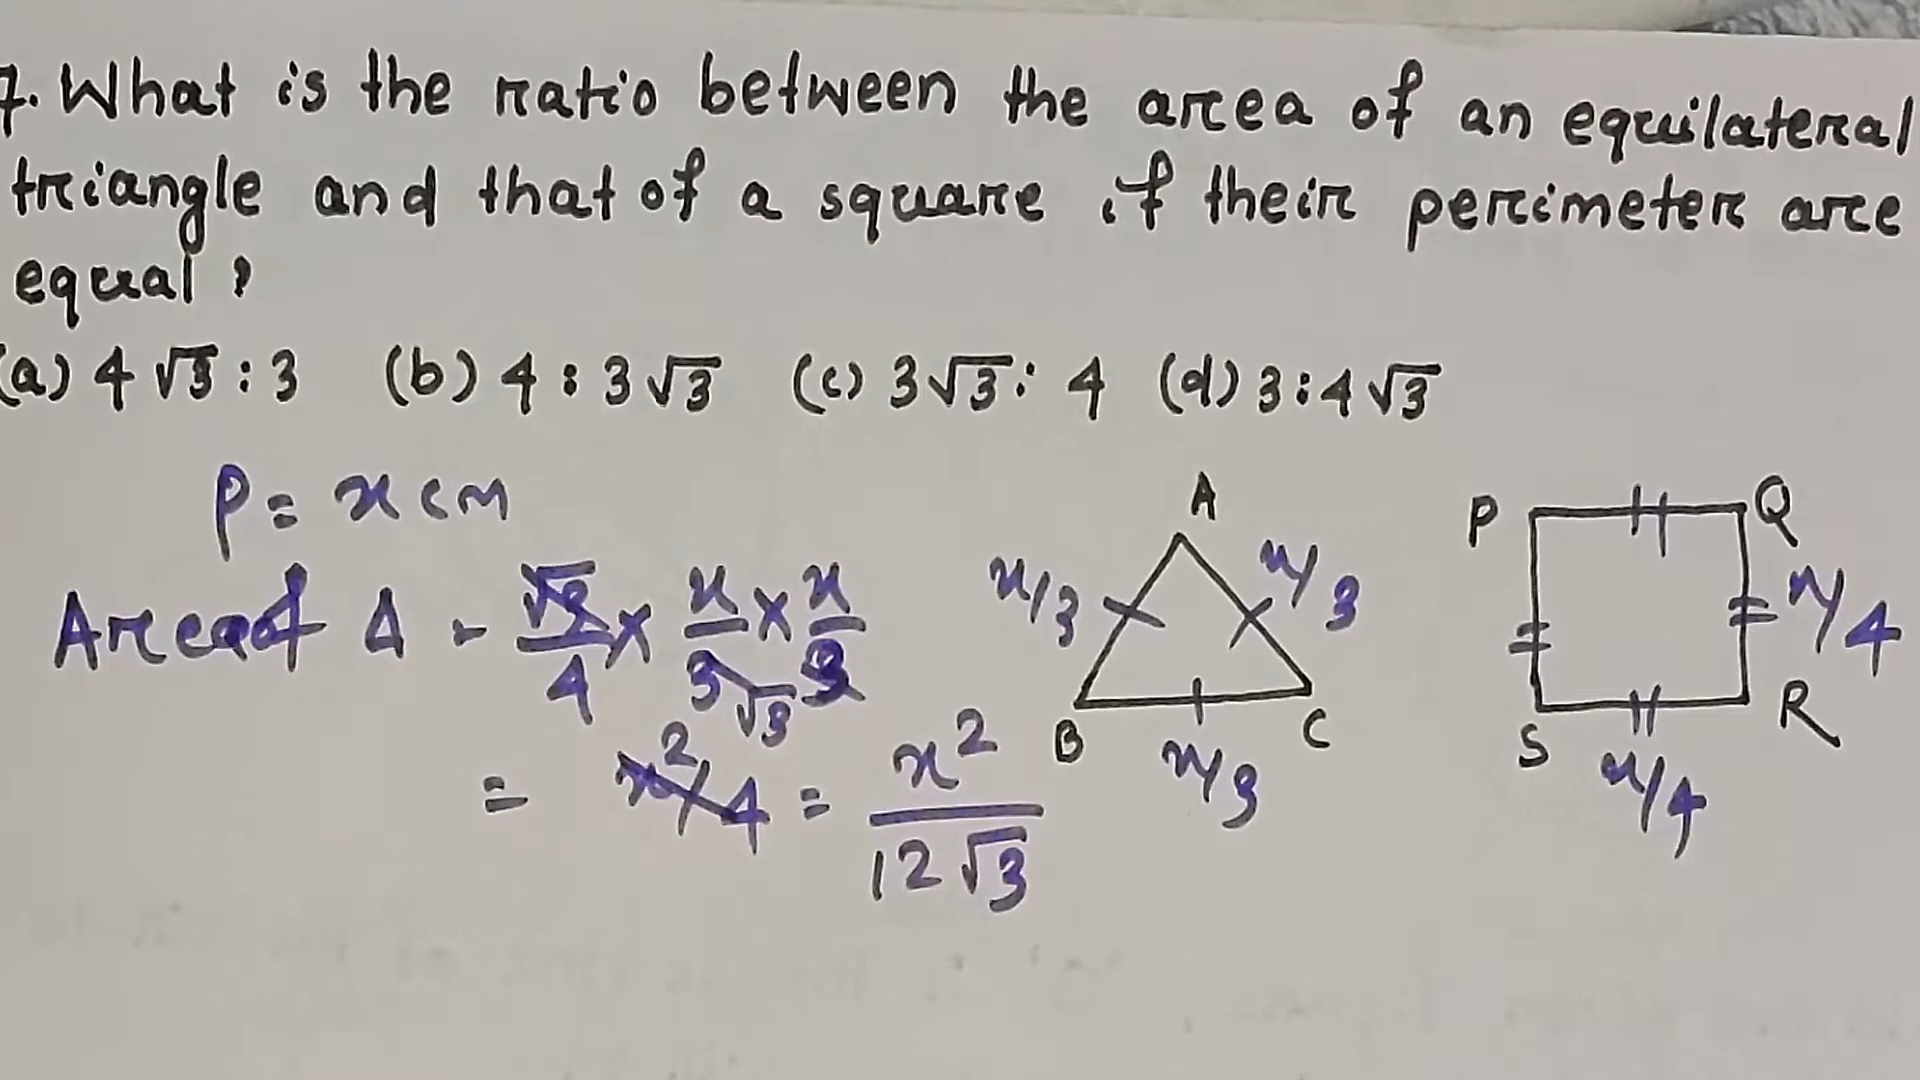 7. What is the ratio between the area of an equilateral
triangle and that of a square if their perimeter are
equal?
(a) 4√3 : 3 (b) 4 : 3√3 (c) 3√3 : 4 (d) 3 : 4√3
P = x cm
Area of Δ = √3/4 × x/3 × x/3
√3
= x²/4 = x²/12√3
A
x/3
x/3
B
x/3
C
P
Q
x/4
S
x/4
R